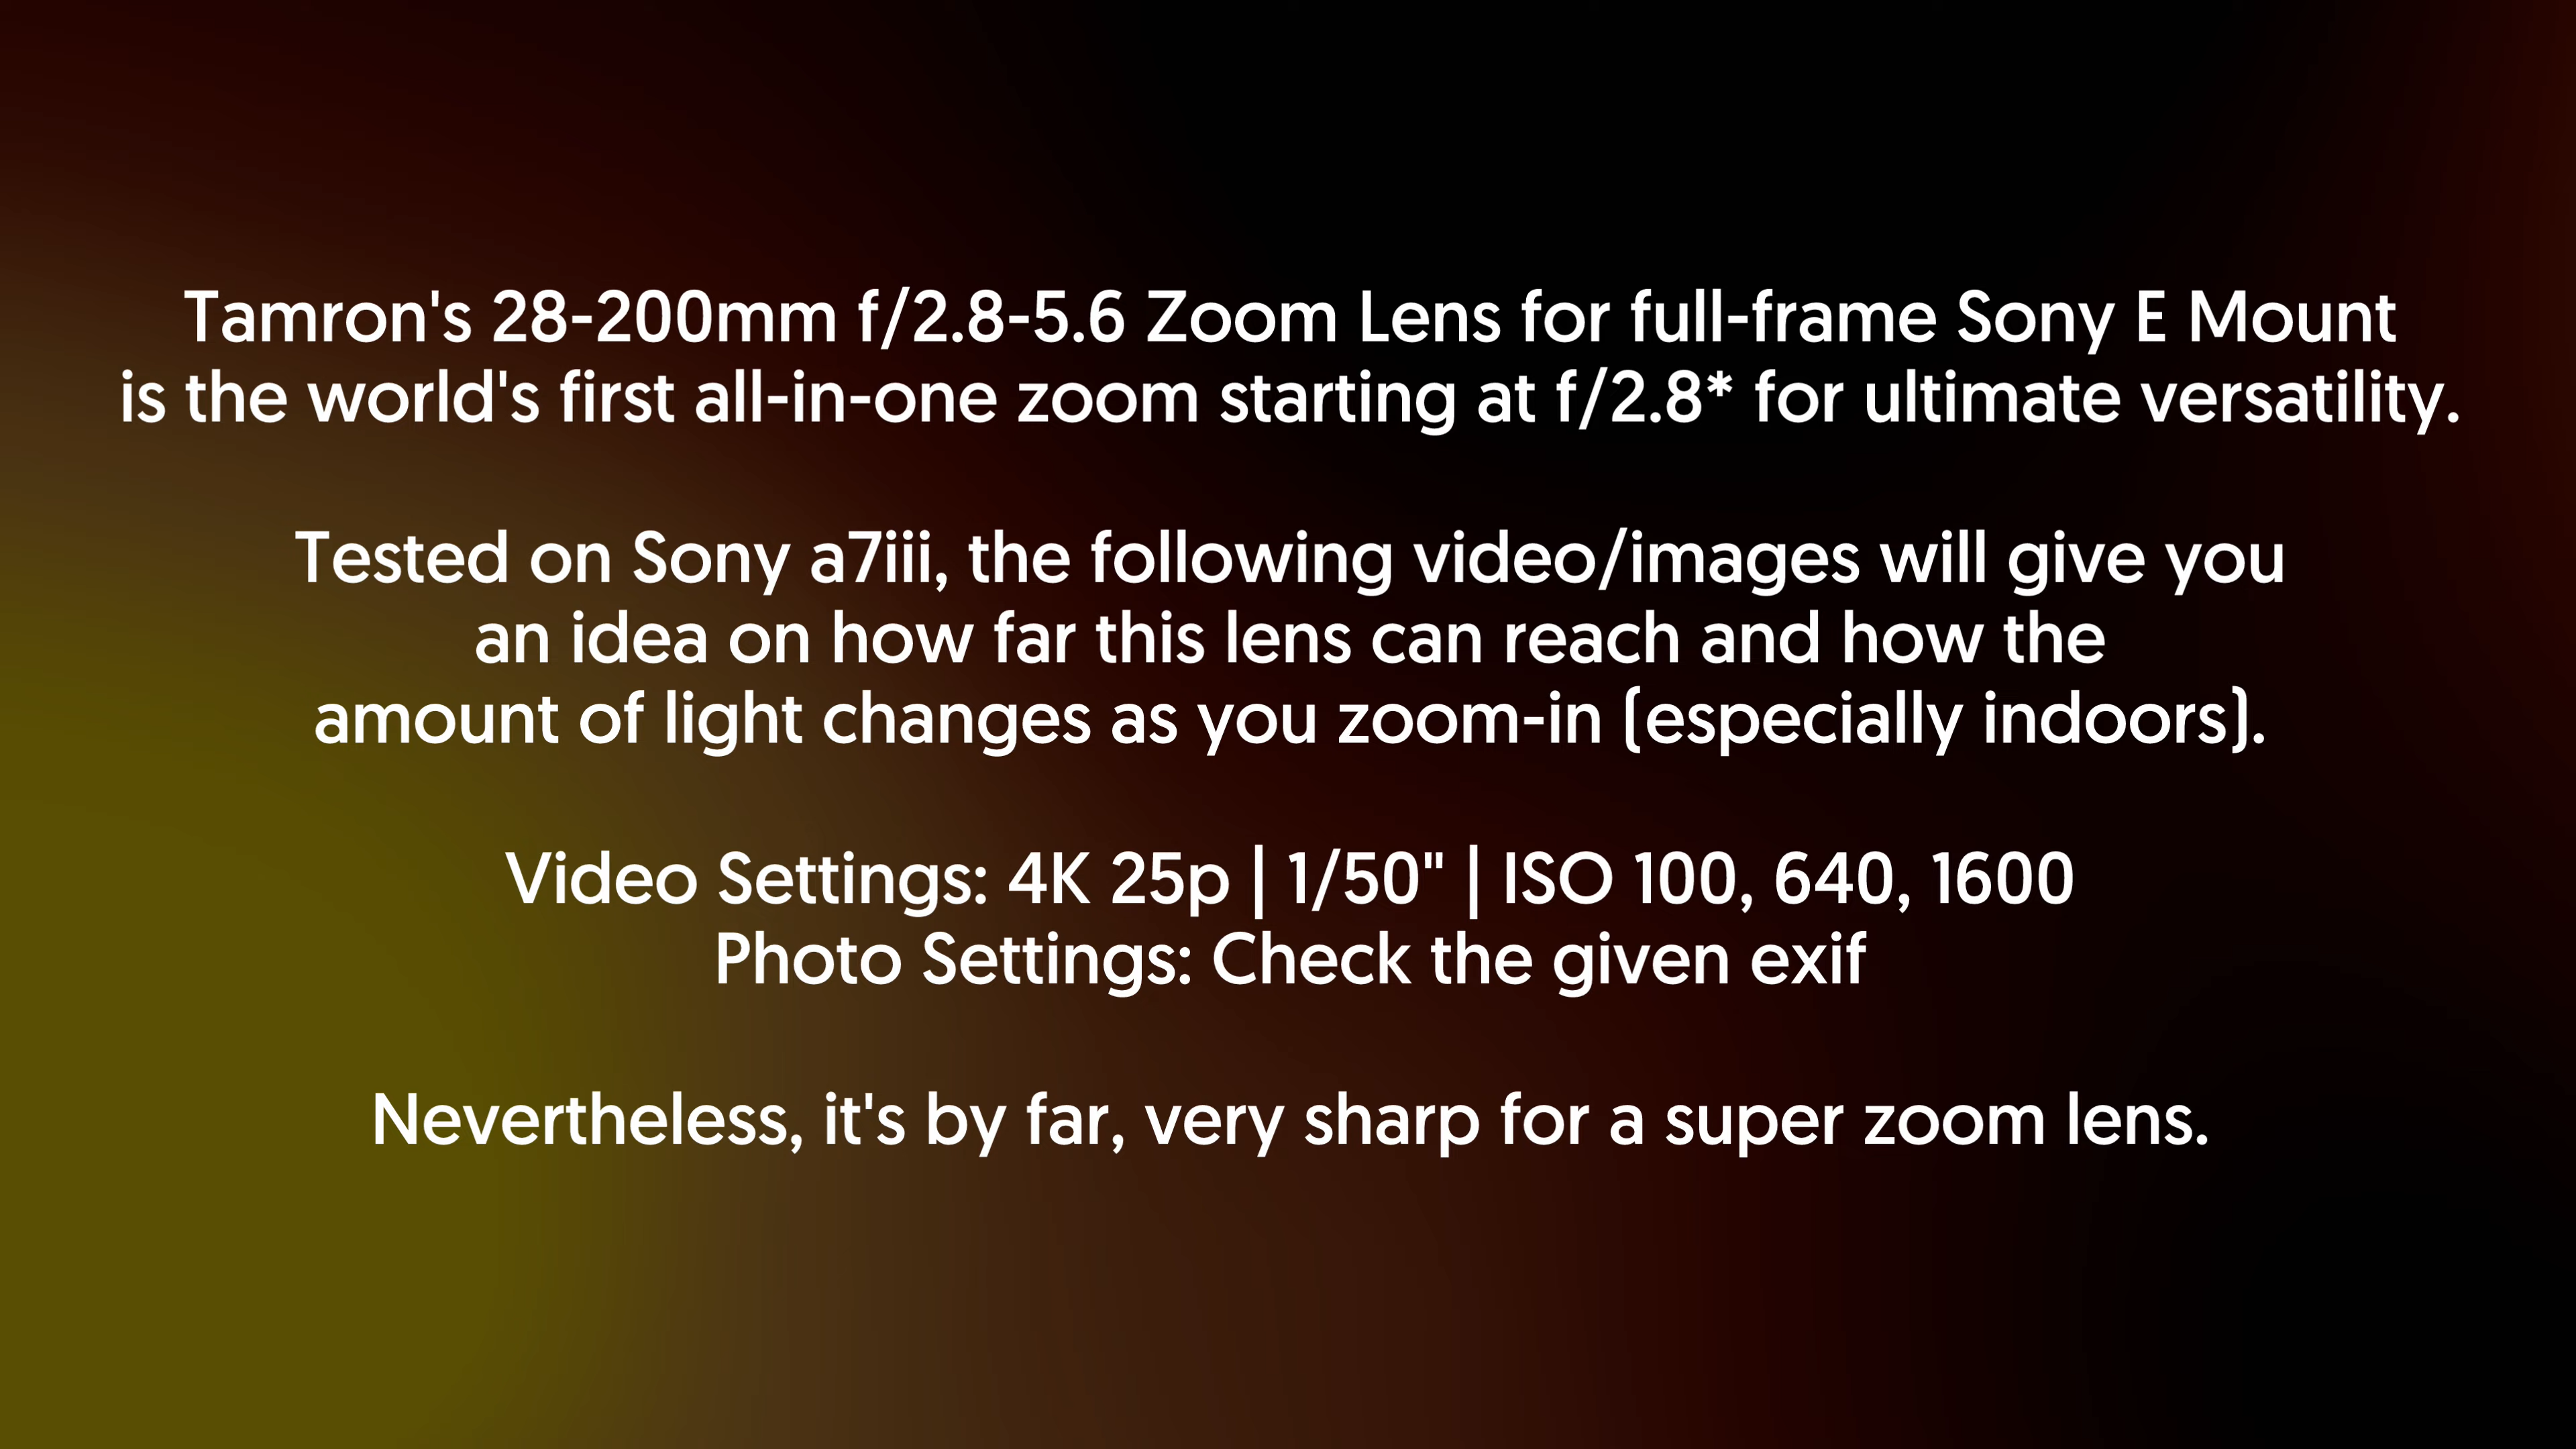 Tamron's 28-200mm f/2.8-5.6 Zoom Lens for full-frame Sony E Mount
is the world's first all-in-one zoom starting at f/2.8* for ultimate versatility.
Tested on Sony a7iii, the following video/images will give you
an idea on how far this lens can reach and how the
amount of light changes as you zoom-in (especially indoors).
Video Settings: 4K 25p | 1/50" | ISO 100, 640, 1600
Photo Settings: Check the given exif
Nevertheless, it's by far, very sharp for a super zoom lens.